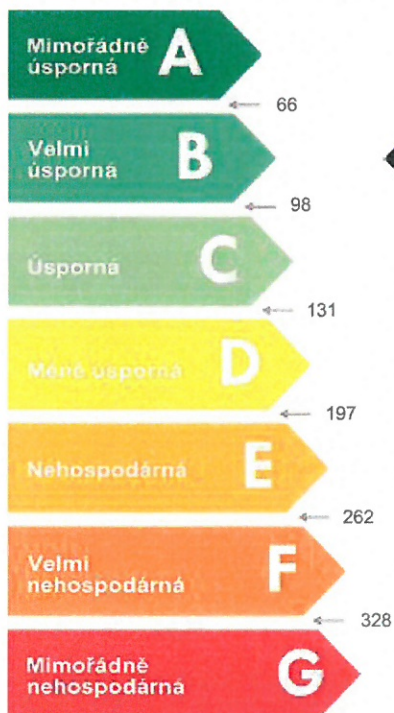 Mimořádně
úsporná A
66
Velmi
úsporná B
98
Úsporná C
131
Méně úsporná D
197
Nehospodárná E
262
Velmi
nehospodárná F
328
Mimořádně
nehospodárná G